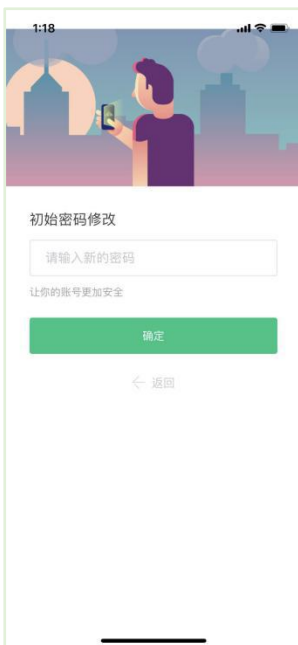 1:18
初始密码修改
请输入新的密码
让你的账号更加安全
确定
← 返回